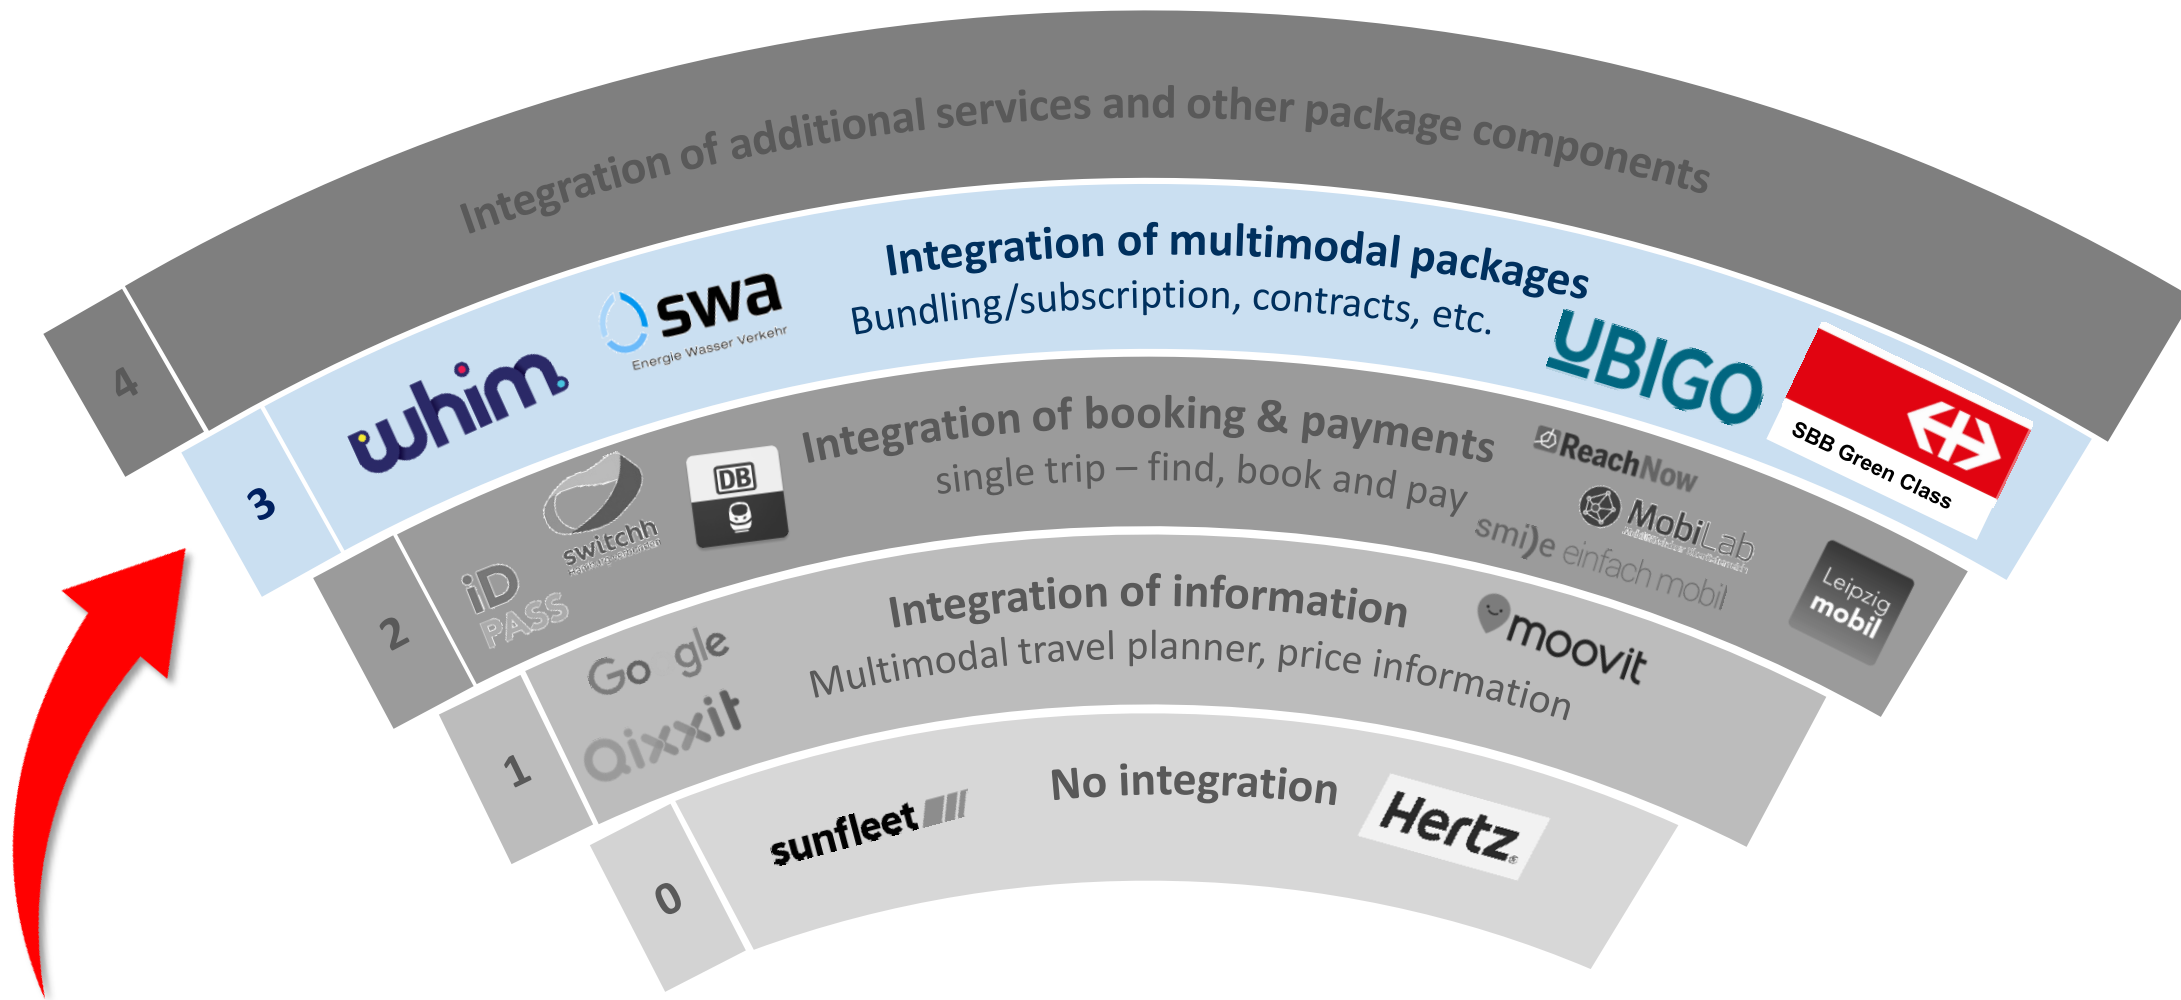 4
Integration of additional services and other package components
3
whim
swa
Energie Wasser Verkehr
Integration of multimodal packages
Bundling/subscription, contracts, etc.
UBIGO
SBB Green Class
2
iD
PASS
switchh
DB
Integration of booking & payments
single trip – find, book and pay
ReachNow
MobiLab
smi)e einfach mobil
Leipzig
mobil
1
Google
Qixxit
Integration of information
Multimodal travel planner, price information
moovit
0
sunfleet
No integration
Hertz